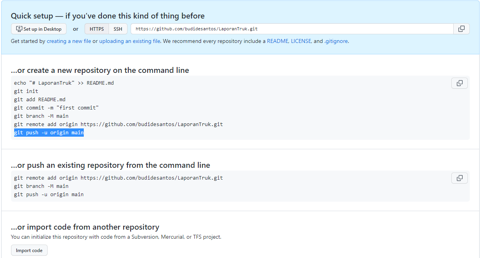 Quick setup — if you've done this kind of thing before
Set up in Desktop or HTTPS SSH https://github.com/budidesantos/LaporanTruk.git
Get started by creating a new file or uploading an existing file. We recommend every repository include a README, LICENSE, and .gitignore.
...or create a new repository on the command line
echo "# LaporanTruk" >> README.md
git init
git add README.md
git commit -m "first commit"
git branch -M main
git remote add origin https://github.com/budidesantos/LaporanTruk.git
git push -u origin main
...or push an existing repository from the command line
git remote add origin https://github.com/budidesantos/LaporanTruk.git
git branch -M main
git push -u origin main
...or import code from another repository
You can initialize this repository with code from a Subversion, Mercurial, or TFS project.
Import code